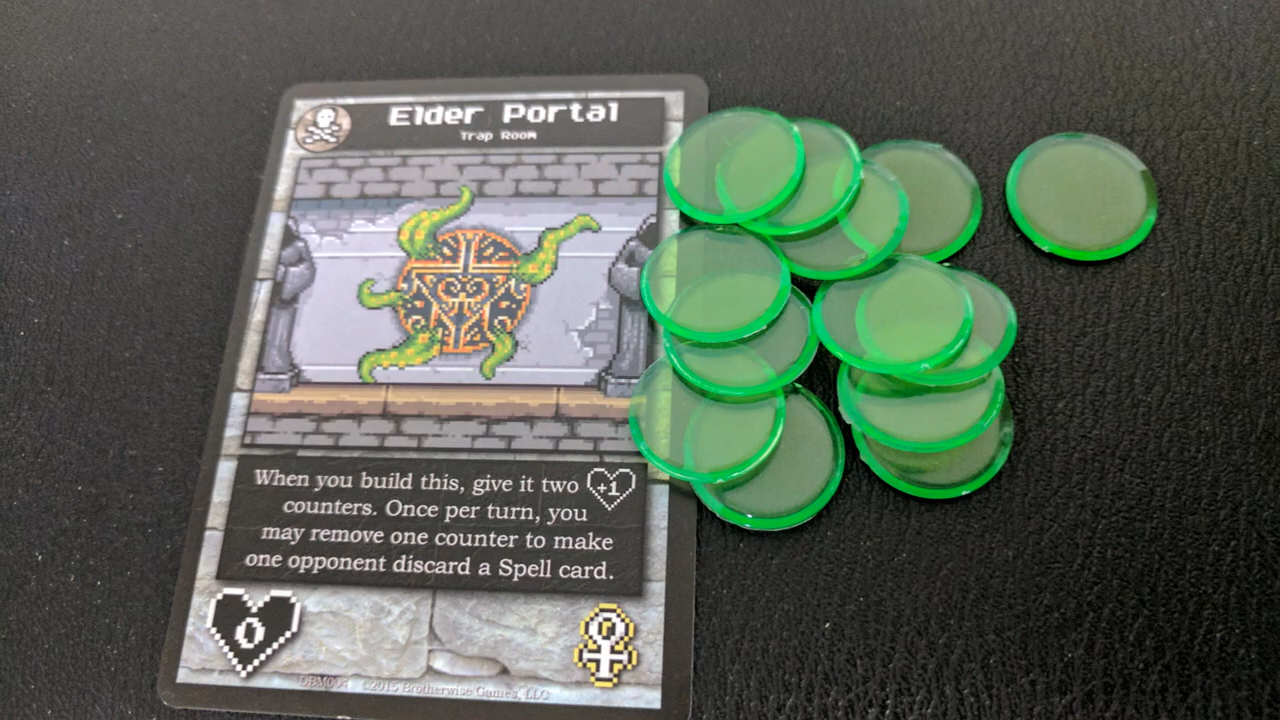 Elder Portal
Trap Room
When you build this, give it two +1
counters. Once per turn, you
may remove one counter to make
one opponent discard a Spell card.
0
©2015 Brotherwise Games, LLC